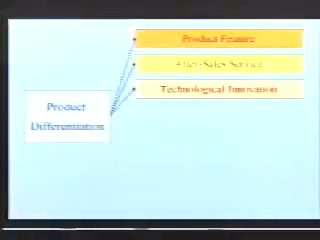 Product Feature
After-Sales Service
Technological Innovation
Product
Differentiation